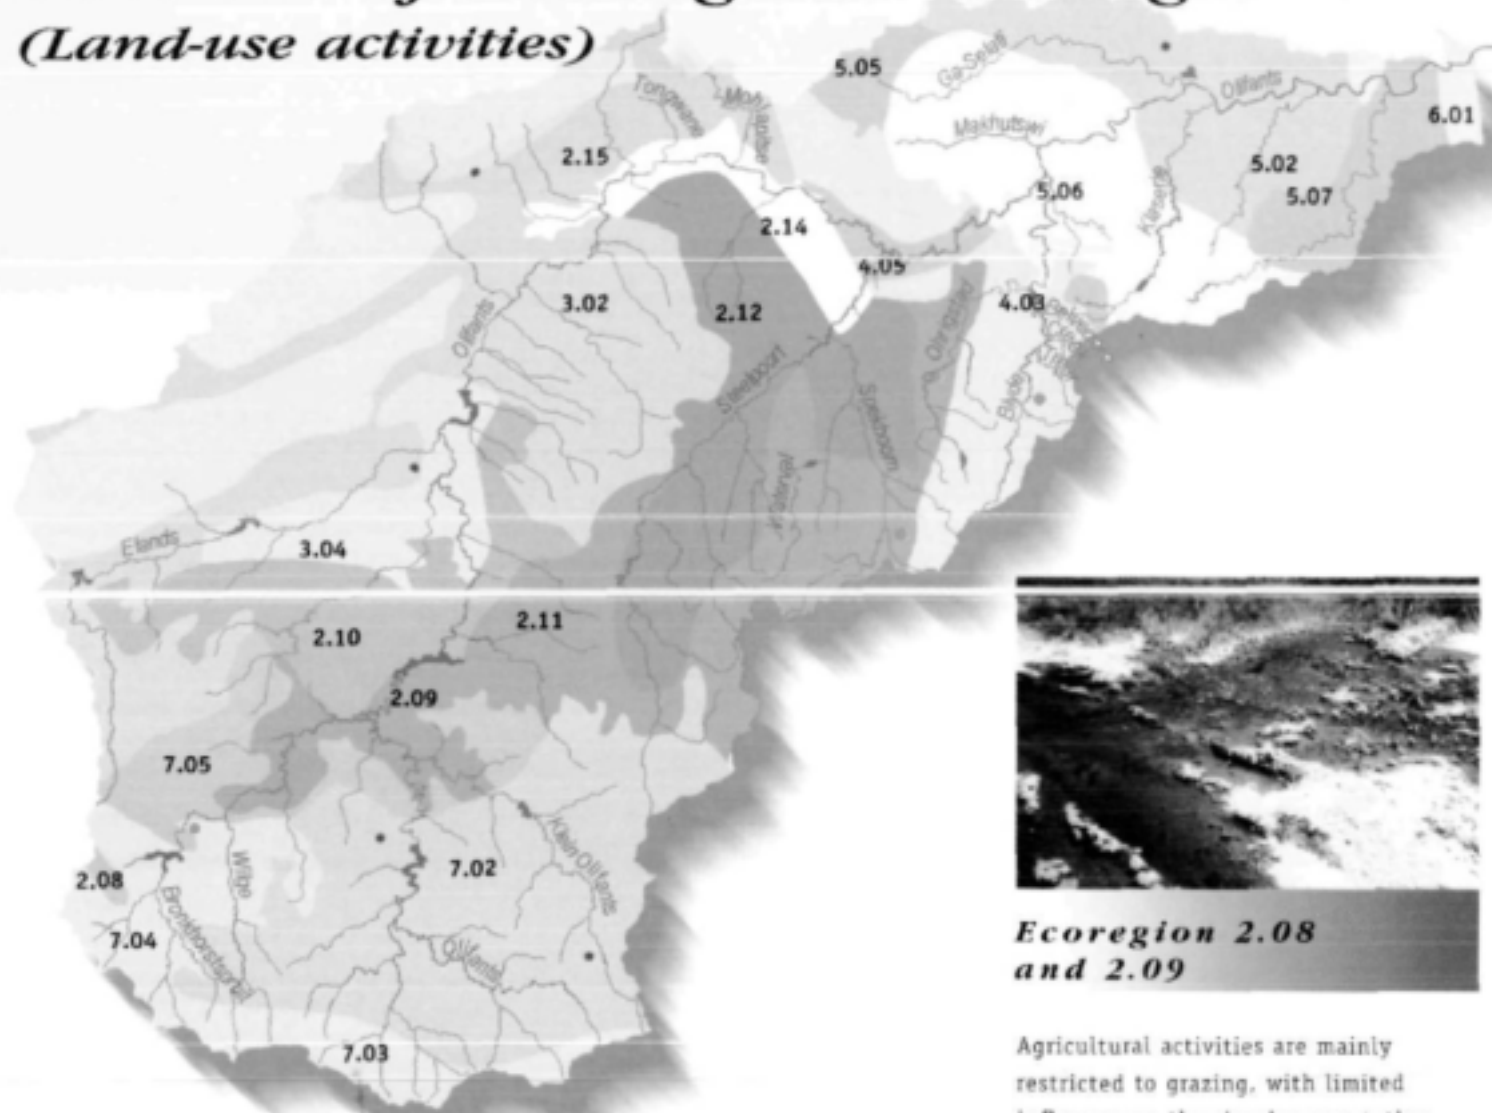 (Land-use activities)
5.05
Ga-Selati
Olifants
6.01
Tongwane
Mohlapitse
Makhutswi
2.15
5.02
5.06
5.07
Klaserie
2.14
4.05
3.02
2.12
4.03
Olifants
Ohrigstad
Steelpoort
Spekboom
Blyde
Waterval
Elands
3.04
2.10
2.11
2.09
7.05
Klein Olifants
7.02
2.08
Wilge
Bronkhorstspruit
7.04
Olifants
7.03
Ecoregion 2.08
and 2.09
Agricultural activities are mainly
restricted to grazing, with limited